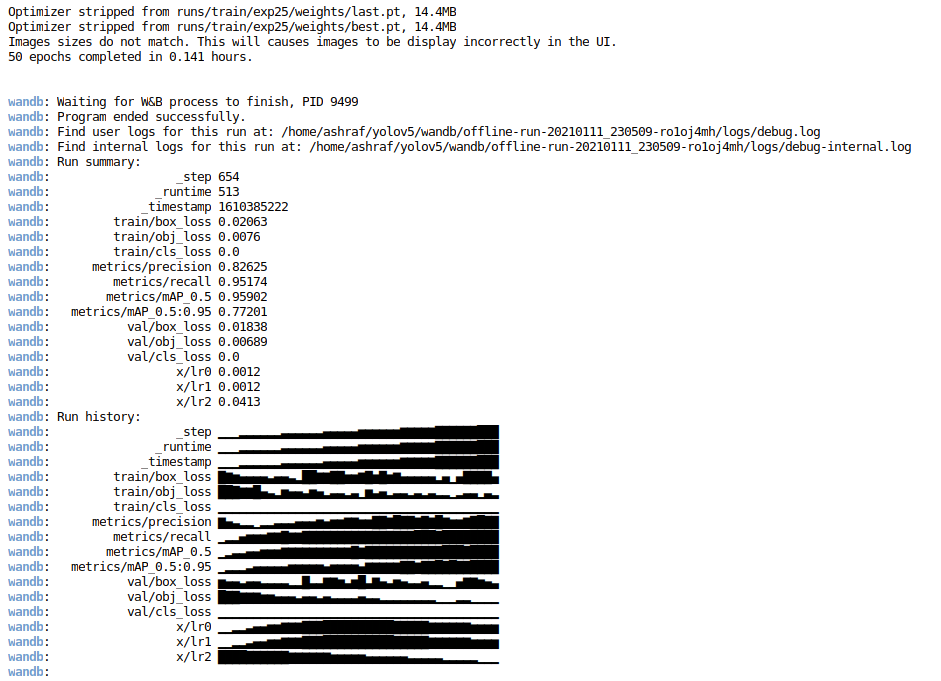 Optimizer stripped from runs/train/exp25/weights/last.pt, 14.4MB
Optimizer stripped from runs/train/exp25/weights/best.pt, 14.4MB
Images sizes do not match. This will causes images to be display incorrectly in the UI.
50 epochs completed in 0.141 hours.
wandb: Waiting for W&B process to finish, PID 9499
wandb: Program ended successfully.
wandb: Find user logs for this run at: /home/ashraf/yolov5/wandb/offline-run-20210111_230509-ro1oj4mh/logs/debug.log
wandb: Find internal logs for this run at: /home/ashraf/yolov5/wandb/offline-run-20210111_230509-ro1oj4mh/logs/debug-internal.log
wandb: Run summary:
wandb: _step 654
wandb: _runtime 513
wandb: _timestamp 1610385222
wandb: train/box_loss 0.02063
wandb: train/obj_loss 0.0076
wandb: train/cls_loss 0.0
wandb: metrics/precision 0.82625
wandb: metrics/recall 0.95174
wandb: metrics/mAP_0.5 0.95902
wandb: metrics/mAP_0.5:0.95 0.77201
wandb: val/box_loss 0.01838
wandb: val/obj_loss 0.00689
wandb: val/cls_loss 0.0
wandb: x/lr0 0.0012
wandb: x/lr1 0.0012
wandb: x/lr2 0.0413
wandb: Run history:
wandb: _step
wandb: _runtime
wandb: _timestamp
wandb: train/box_loss
wandb: train/obj_loss
wandb: train/cls_loss
wandb: metrics/precision
wandb: metrics/recall
wandb: metrics/mAP_0.5
wandb: metrics/mAP_0.5:0.95
wandb: val/box_loss
wandb: val/obj_loss
wandb: val/cls_loss
wandb: x/lr0
wandb: x/lr1
wandb: x/lr2
wandb: